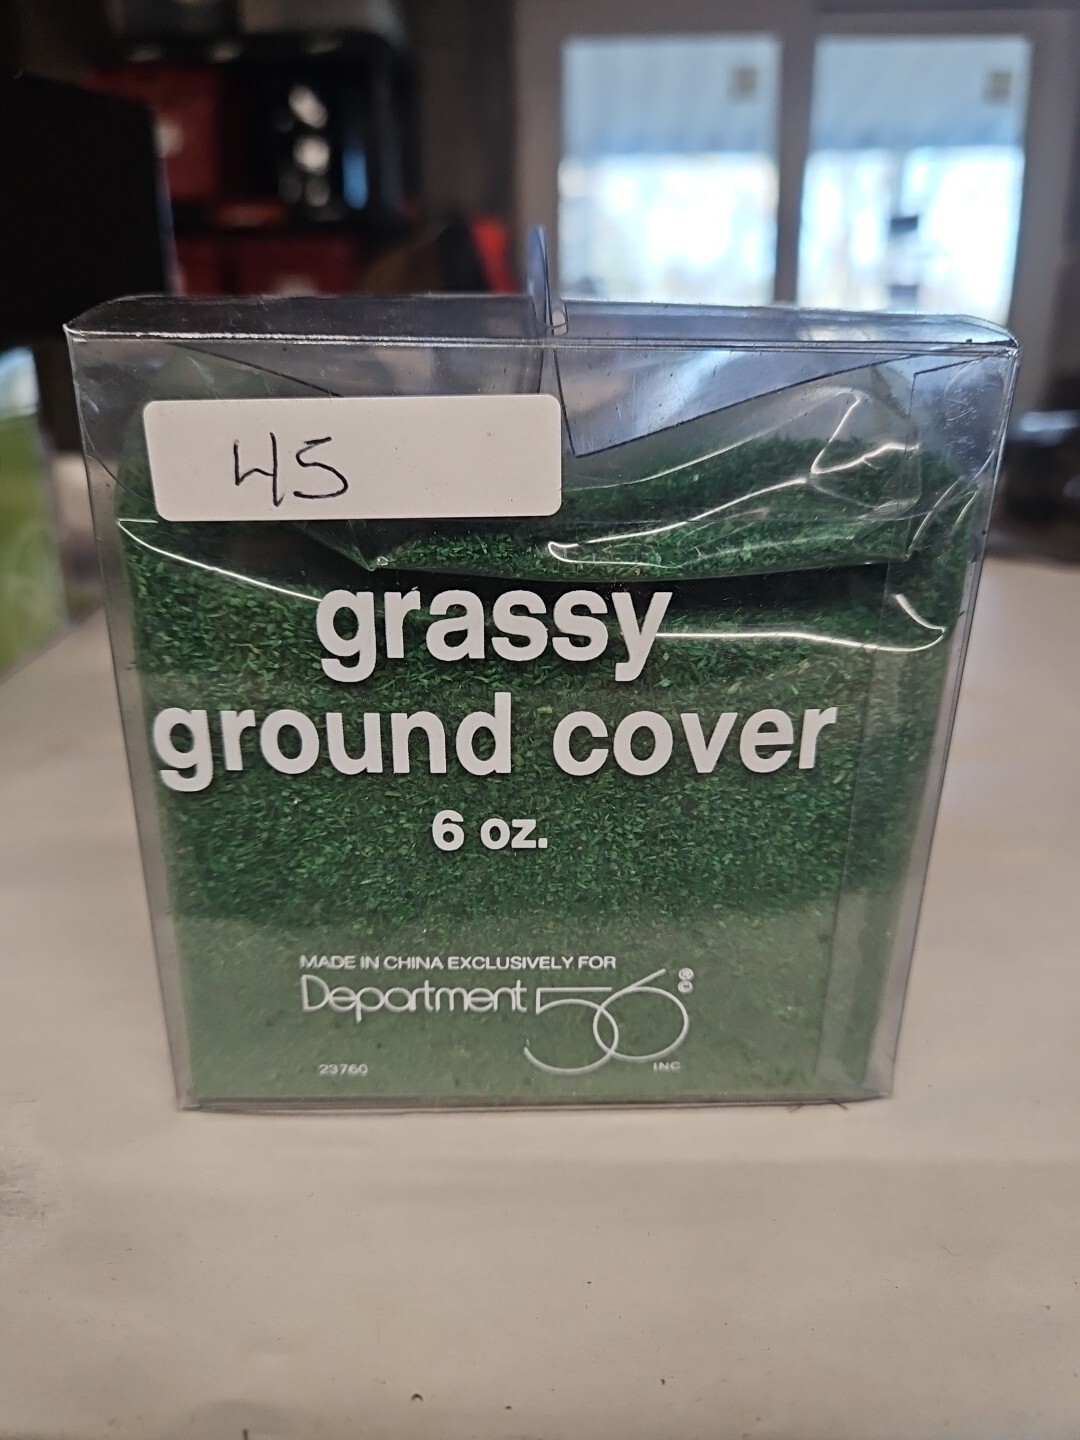 45
grassy
ground cover
6 oz.
MADE IN CHINA EXCLUSIVELY FOR
Department 56®
INC
23760